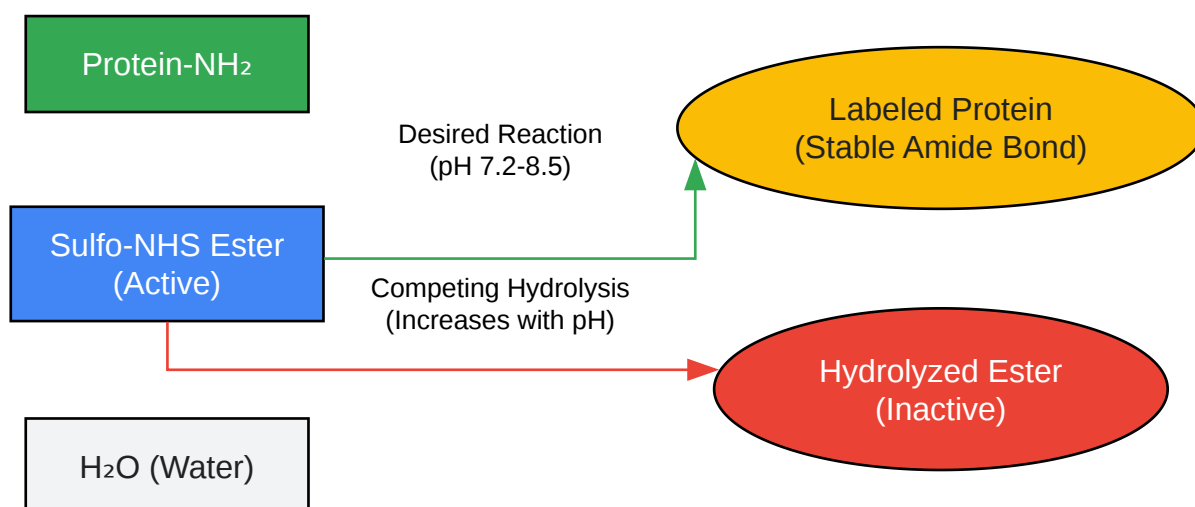 Protein-NH₂
Labeled Protein
(Stable Amide Bond)
Desired Reaction
(pH 7.2-8.5)
Sulfo-NHS Ester
(Active)
Competing Hydrolysis
(Increases with pH)
Hydrolyzed Ester
(Inactive)
H₂O (Water)